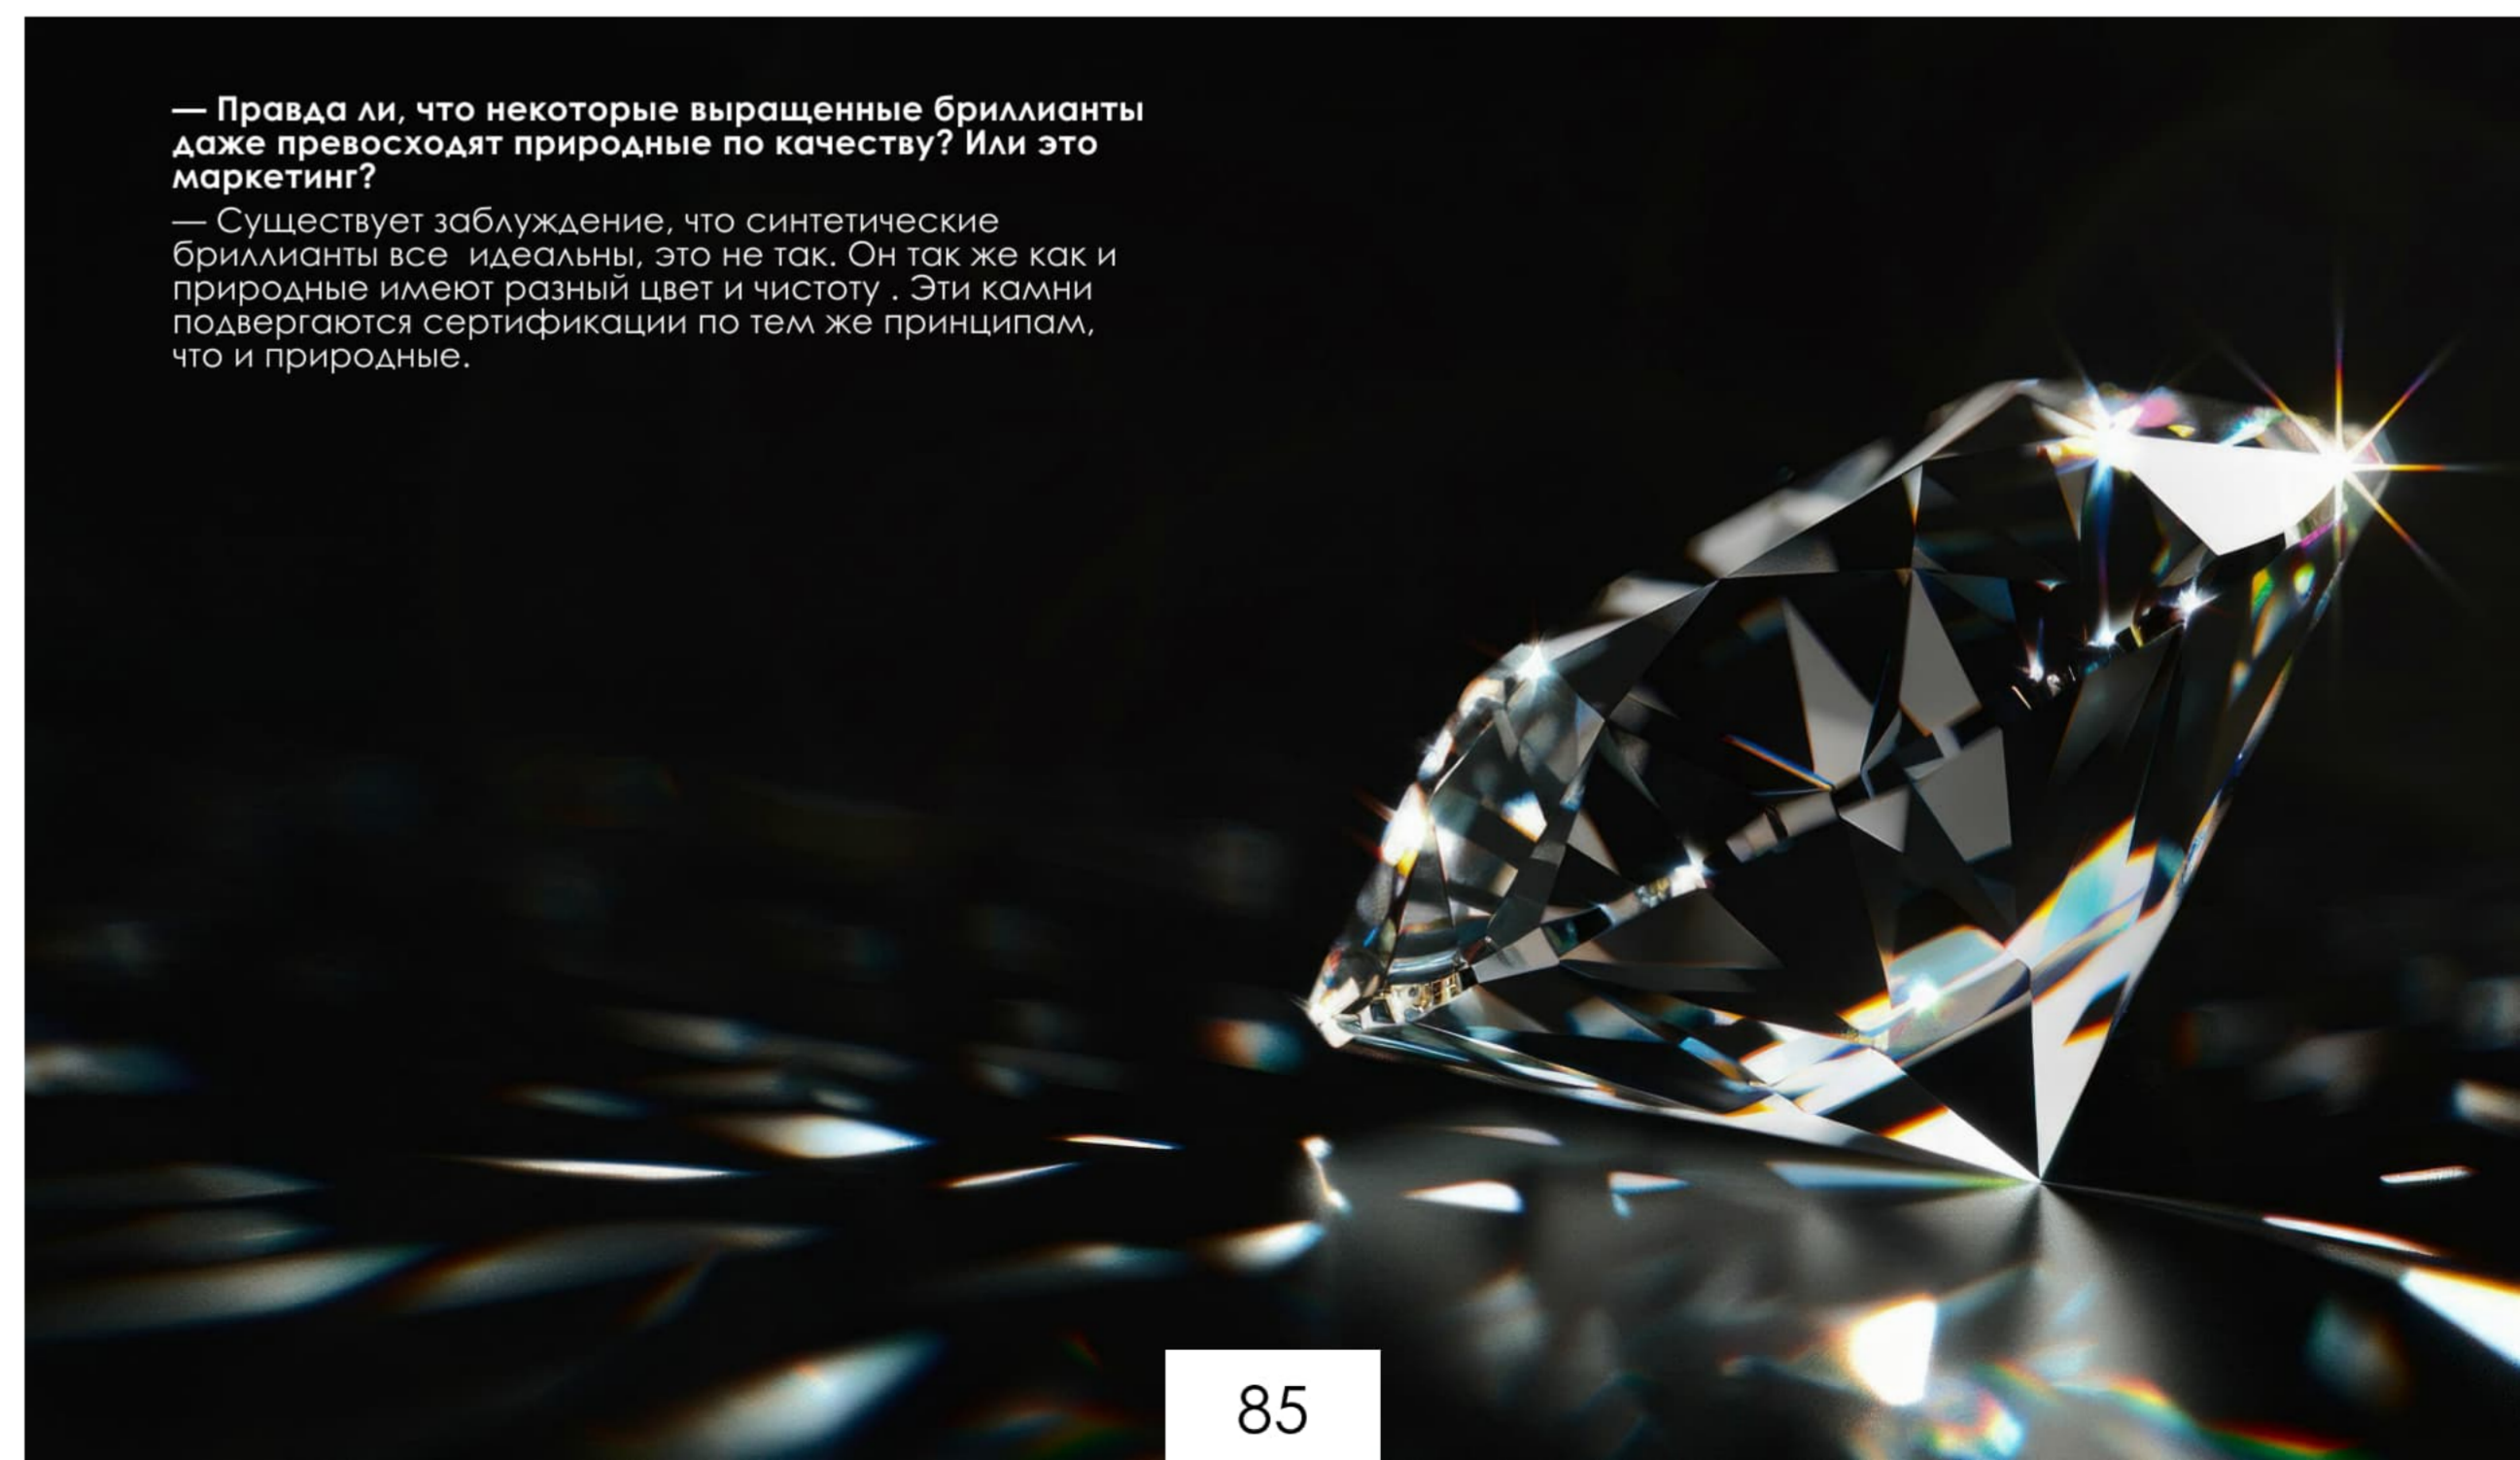 — Правда ли, что некоторые выращенные бриллианты
даже превосходят природные по качеству? Или это
маркетинг?
— Существует заблуждение, что синтетические
бриллианты все  идеальны, это не так. Он так же как и
природные имеют разный цвет и чистоту . Эти камни
подвергаются сертификации по тем же принципам,
что и природные.
85